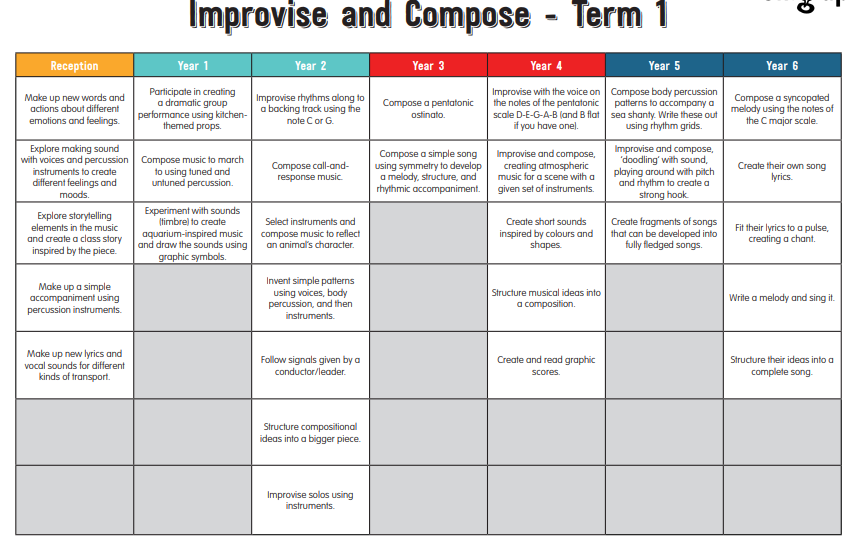 Improvise and Compose - Term 1
Reception
Year 1
Year 2
Year 3
Year 4
Year 5
Year 6
Make up new words and
actions about different
emotions and feelings.
Participate in creating
a dramatic group
performance using kitchen-
themed props.
Improvise rhythms along to
a backing track using the
note C or G.
Compose a pentatonic
ostinato.
Improvise with the voice on
the notes of the pentatonic
scale D-E-G-A-B (and B flat
if you have one).
Compose body percussion
patterns to accompany a
sea shanty. Write these out
using rhythm grids.
Compose a syncopated
melody using the notes of
the C major scale.
Explore making sound
with voices and percussion
instruments to create
different feelings and
moods.
Compose music to march
to using tuned and
untuned percussion.
Compose call-and-
response music.
Compose a simple song
using symmetry to develop
a melody, structure, and
rhythmic accompaniment.
Improvise and compose,
creating atmospheric
music for a scene with a
given set of instruments.
Improvise and compose,
‘doodling’ with sound,
playing around with pitch
and rhythm to create a
strong hook.
Create their own song
lyrics.
Explore storytelling
elements in the music
and create a class story
inspired by the piece.
Experiment with sounds
(timbre) to create
aquarium-inspired music
and draw the sounds using
graphic symbols.
Select instruments and
compose music to reflect
an animal’s character.
Create short sounds
inspired by colours and
shapes.
Create fragments of songs
that can be developed into
fully fledged songs.
Fit their lyrics to a pulse,
creating a chant.
Make up a simple
accompaniment using
percussion instruments.
Invent simple patterns
using voices, body
percussion, and then
instruments.
Structure musical ideas into
a composition.
Write a melody and sing it.
Make up new lyrics and
vocal sounds for different
kinds of transport.
Follow signals given by a
conductor/leader.
Create and read graphic
scores.
Structure their ideas into a
complete song.
Structure compositional
ideas into a bigger piece.
Improvise solos using
instruments.